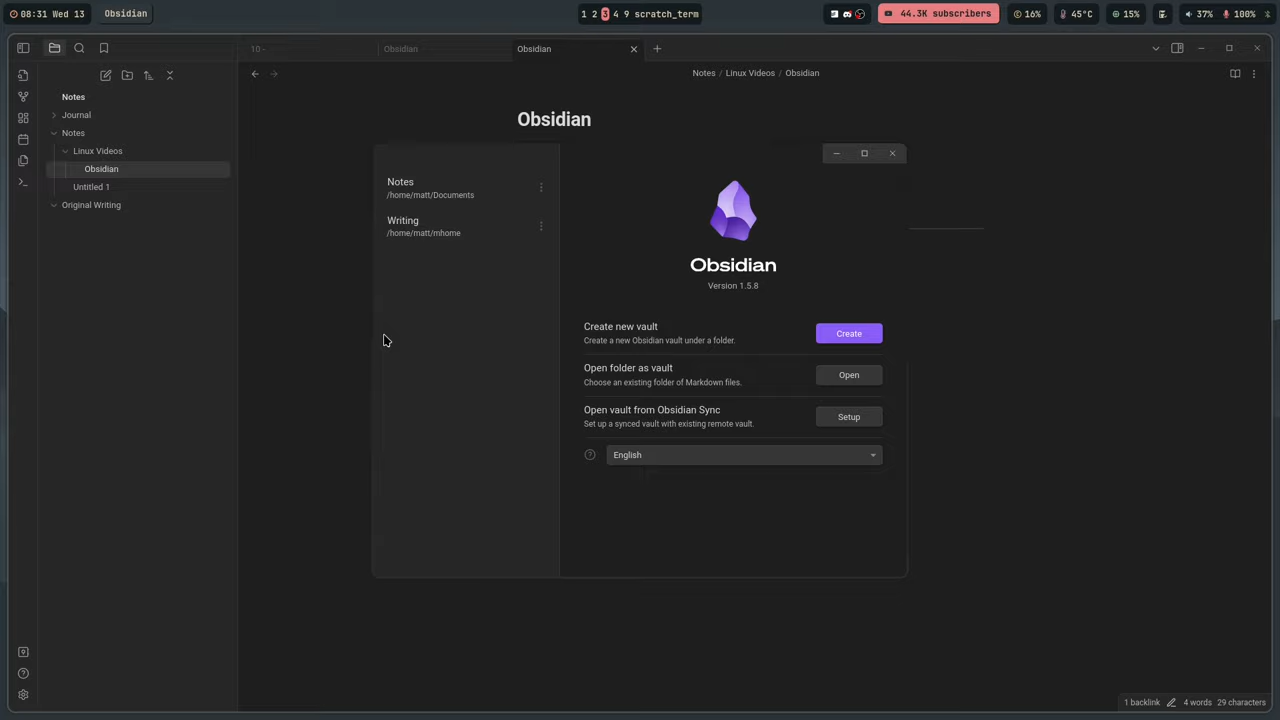 08:31 Wed 13
Obsidian
1 2 3 4 9 scratch_term
44.3K subscribers
16%
45°C
15%
37%
100%
10 -
Obsidian
Obsidian
Notes / Linux Videos / Obsidian
Notes
Journal
Notes
Linux Videos
Obsidian
Untitled 1
Original Writing
Obsidian
Notes
/home/matt/Documents
Writing
/home/matt/mhome
Obsidian
Version 1.5.8
Create new vault
Create a new Obsidian vault under a folder.
Create
Open folder as vault
Choose an existing folder of Markdown files.
Open
Open vault from Obsidian Sync
Set up a synced vault with existing remote vault.
Setup
English
1 backlink
4 words
29 characters